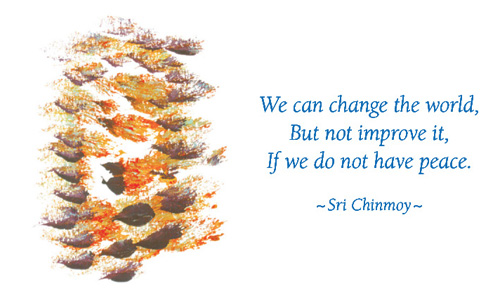 We can change the world,
But not improve it,
If we do not have peace.
~Sri Chinmoy~